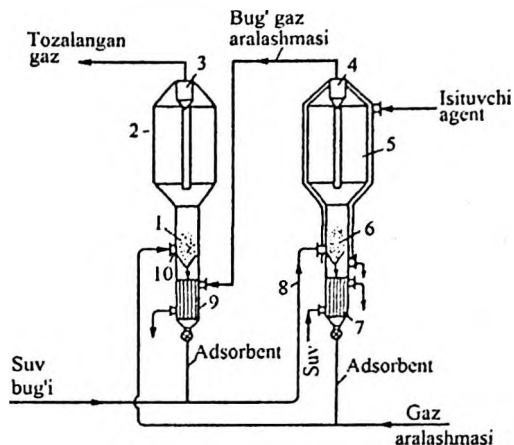 Bug' gaz
aralashmasi
Tozalangan
gaz
3
4
Isituvchi
agent
2
5
1
6
10
8
9
7
Suv
Adsorbent
Adsorbent
Suv
bug'i
Gaz
aralashmasi